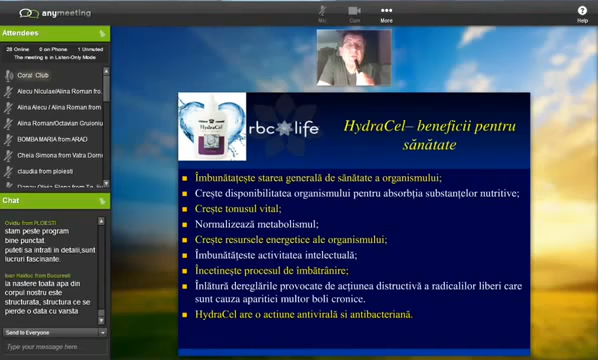 anymeeting
Mic
Cam
More
Help
Attendees
28 Online
0 on Phone
1 Unmuted
The meeting is in Listen-Only Mode
Coral Club
Alecu Nicolae/Alina Roman fro.
Alina Alecu / Alina Roman from
Alina Roman/Octavian Gruioniu
BOMBA MARIA from ARAD
Cheia Simona from Vatra Dorne
claudia from ploiesti
Chat
Ovidiu from PLOIESTI
stam peste program
bine punctat.
puteti sa intrati in detalii,sunt
lucruri fascinante.
Ioan Haiduc from Bucuresti
la nastere toata apa din
corpul nostru este
structurata, structura ce se
pierde o data cu varsta
Send to Everyone
Type your message...
HydraCel
rbc life
HydraCel– beneficii pentru
sănătate
Îmbunătațește starea generală de sănătate a organismului;
Crește disponibilitatea organismului pentru absorbția substanțelor nutritive;
Crește tonusul vital;
Normalizează metabolismul;
Crește resursele energetice ale organismului;
Îmbunătățește activitatea intelectuală;
Încetinește procesul de îmbătrânire;
Înlătură dereglările provocate de acțiunea distructivă a radicalilor liberi care
sunt cauza aparitiei multor boli cronice.
HydraCel are o actiune antivirală si antibacteriană.